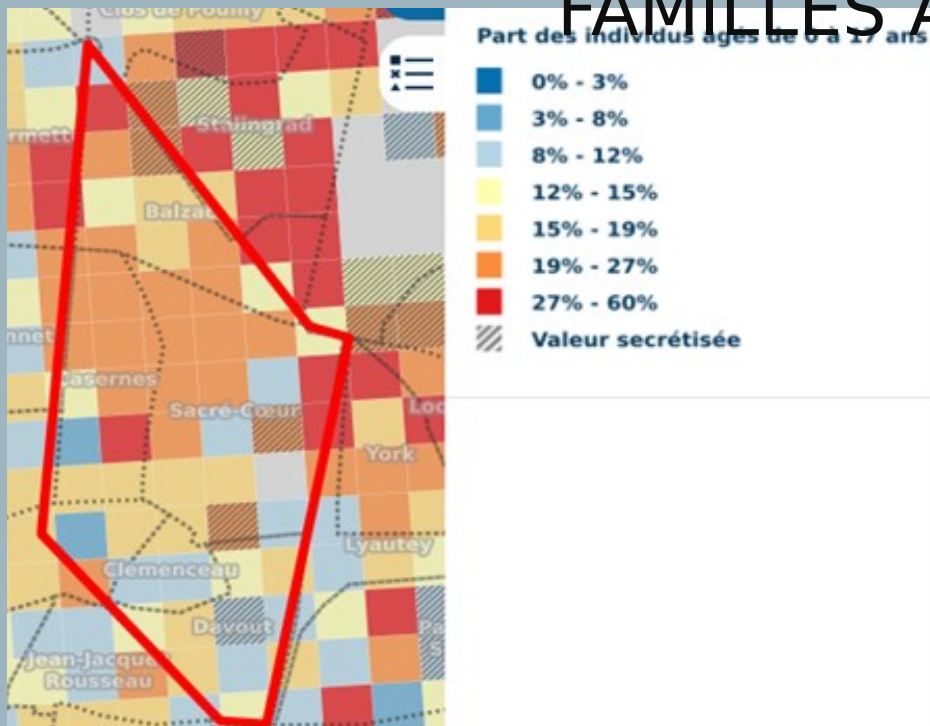 FAMILLES A
Part des individus âgés de 0 à 17 ans
0% - 3%
3% - 8%
8% - 12%
12% - 15%
15% - 19%
19% - 27%
27% - 60%
Valeur secrétisée
Clos de Pouilly
Stalingrad
Balzac
Casernes
Sacré-Cœur
York
Lyautey
Clemenceau
Davout
Jean-Jacques
Rousseau